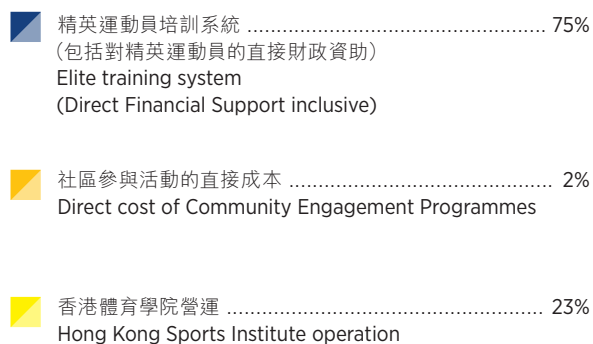 精英運動員培訓系統 ........................................................ 75%
(包括對精英運動員的直接財政資助)
Elite training system
(Direct Financial Support inclusive)
社區參與活動的直接成本 ................................................. 2%
Direct cost of Community Engagement Programmes
香港體育學院營運 ........................................................... 23%
Hong Kong Sports Institute operation